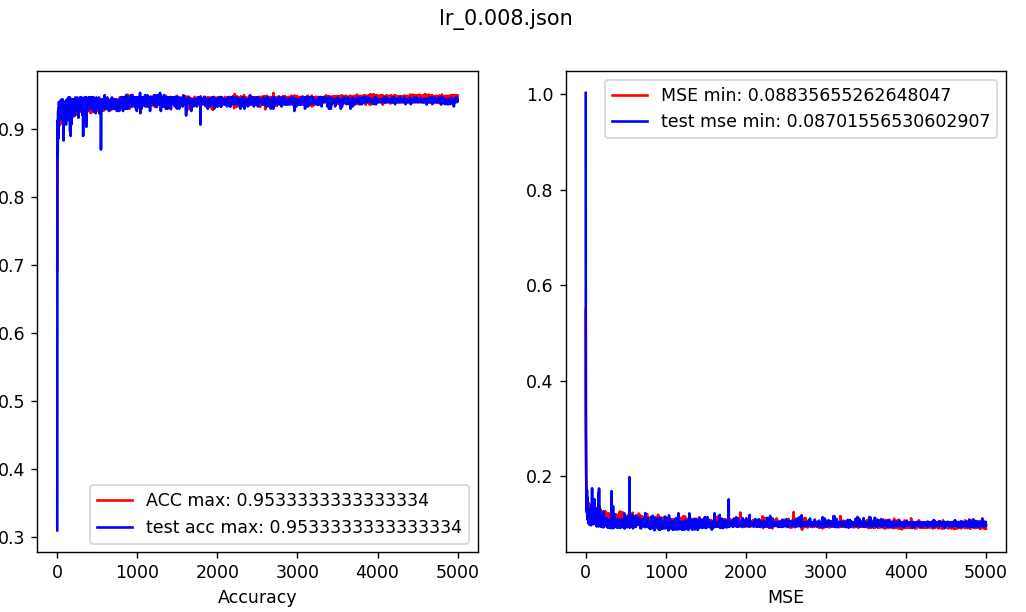 lr_0.008.json
0.9
0.8
0.7
0.6
0.5
0.4
0.3
ACC max: 0.9533333333333334
test acc max: 0.9533333333333334
0 1000 2000 3000 4000 5000
Accuracy
1.0
0.8
0.6
0.4
0.2
MSE min: 0.08835655262648047
test mse min: 0.08701556530602907
0 1000 2000 3000 4000 5000
MSE